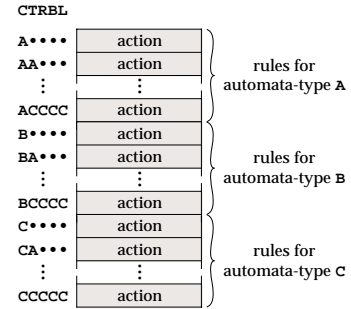 CTRBL
A•••• action
AA••• action
⋮ ⋮
ACCCC action
rules for
automata-type A
B•••• action
BA••• action
⋮ ⋮
BCCCC action
rules for
automata-type B
C•••• action
CA••• action
⋮ ⋮
CCCCC action
rules for
automata-type C